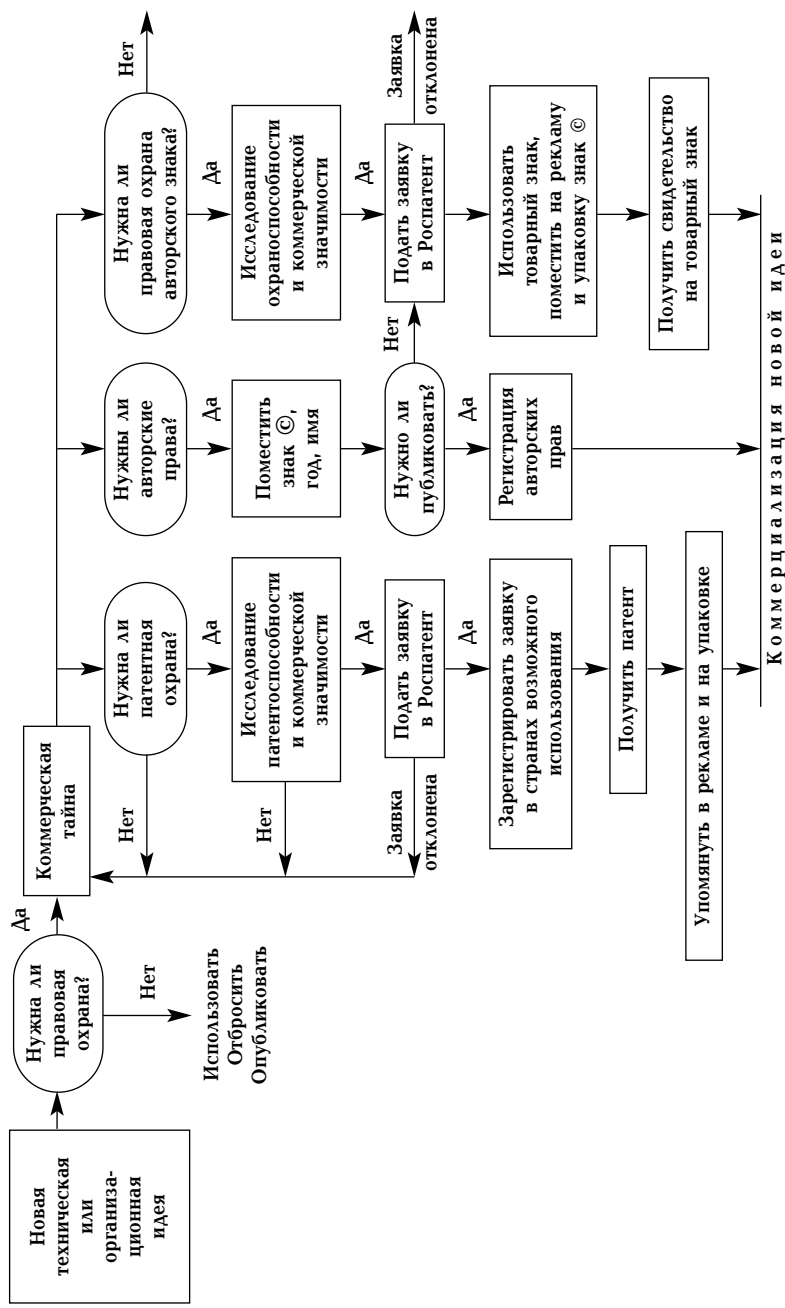 Новая
техническая
или
организа-
ционная
идея
Нужна ли
правовая
охрана?
Да
Нет
Использовать
Отбросить
Опубликовать
Коммерческая
тайна
Нужна ли
патентная
охрана?
Нет
Да
Исследование
патентоспособности
и коммерческой
значимости
Нет
Да
Подать заявку
в Роспатент
Заявка
отклонена
Да
Зарегистрировать заявку
в странах возможного
использования
Получить патент
Упомянуть в рекламе и на упаковке
Нужны ли
авторские
права?
Да
Поместить
знак ©,
год, имя
Нужно ли
публиковать?
Нет
Да
Регистрация
авторских
прав
Нужна ли
правовая охрана
авторского знака?
Нет
Да
Исследование
охраноспособности
и коммерческой
значимости
Да
Подать заявку
в Роспатент
Заявка
отклонена
Использовать
товарный знак,
поместить на рекламу
и упаковку знак ©
Получить свидетельство
на товарный знак
Коммерциализация новой идеи